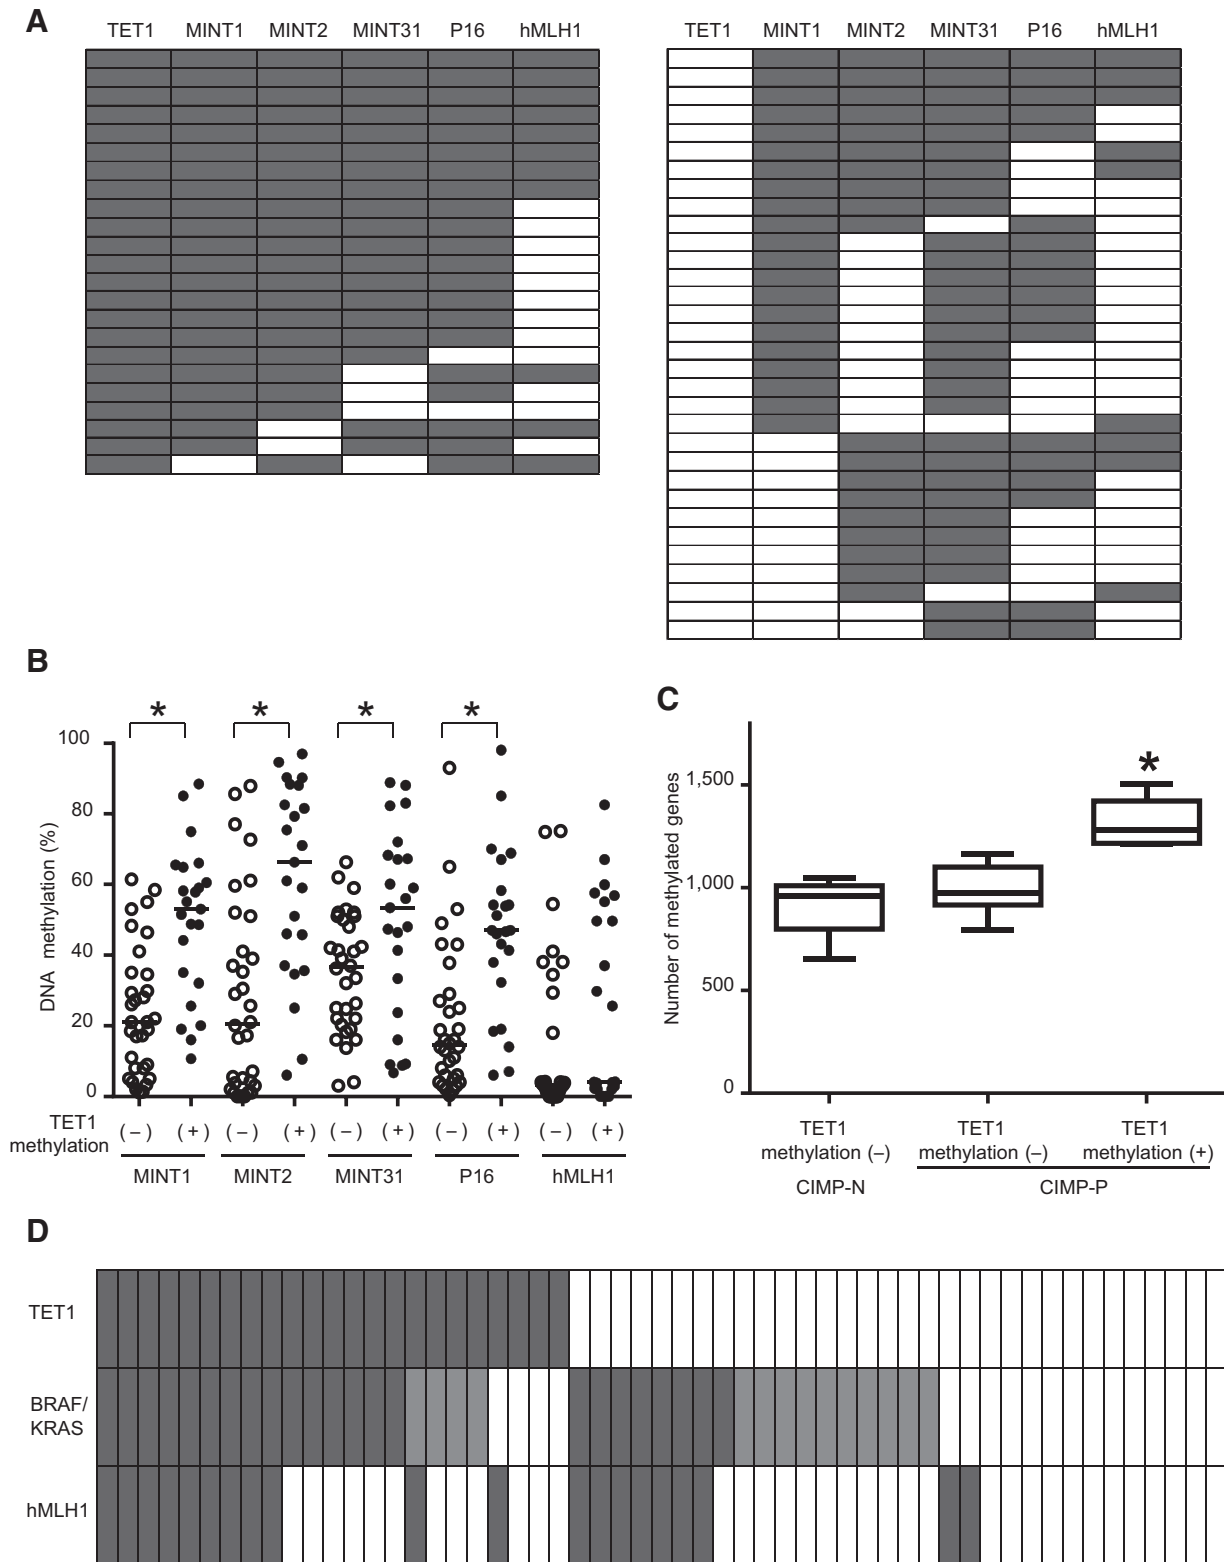 A
TET1 MINT1 MINT2 MINT31 P16 hMLH1
TET1 MINT1 MINT2 MINT31 P16 hMLH1
B
* * * *
100
80
60
40
20
0
DNA methylation (%)
TET1
methylation
(–) (+) (–) (+) (–) (+) (–) (+) (–) (+)
MINT1 MINT2 MINT31 P16 hMLH1
C
*
1,500
1,000
500
0
Number of methylated genes
TET1
methylation (–)
TET1
methylation (–)
TET1
methylation (+)
CIMP-N
CIMP-P
D
TET1
BRAF/
KRAS
hMLH1